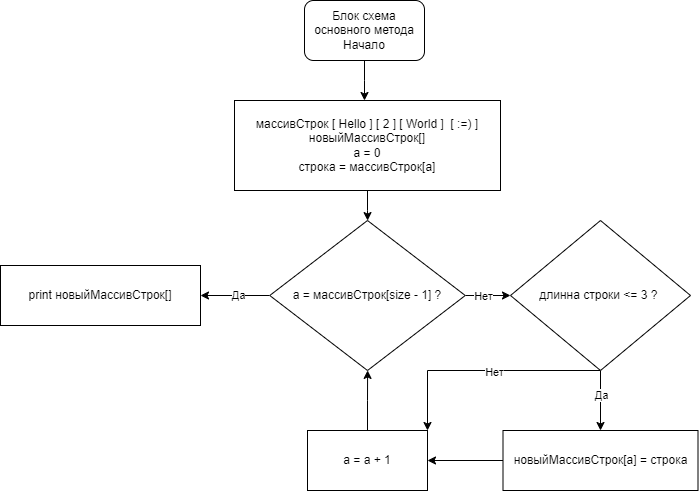 Блок схема
основного метода
Начало
массивСтрок [ Hello ] [ 2 ] [ World ]  [ :=) ]
новыйМассивСтрок[]
a = 0
строка = массивСтрок[a]
a = массивСтрок[size - 1] ?
Да
print новыйМассивСтрок[]
Нет
длинна строки <= 3 ?
Нет
Да
a = a + 1
новыйМассивСтрок[a] = строка